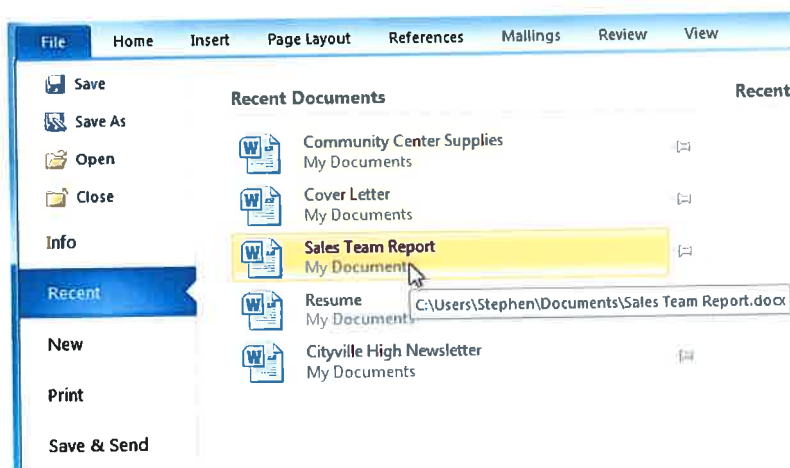 File Home Insert Page Layout References Mailings Review View
Save
Save As
Open
Close
Info
Recent
New
Print
Save & Send
Recent Documents
Community Center Supplies
My Documents
Cover Letter
My Documents
Sales Team Report
My Documents
Resume
My Documents
C:\Users\Stephen\Documents\Sales Team Report.docx
Cityville High Newsletter
My Documents
Recent